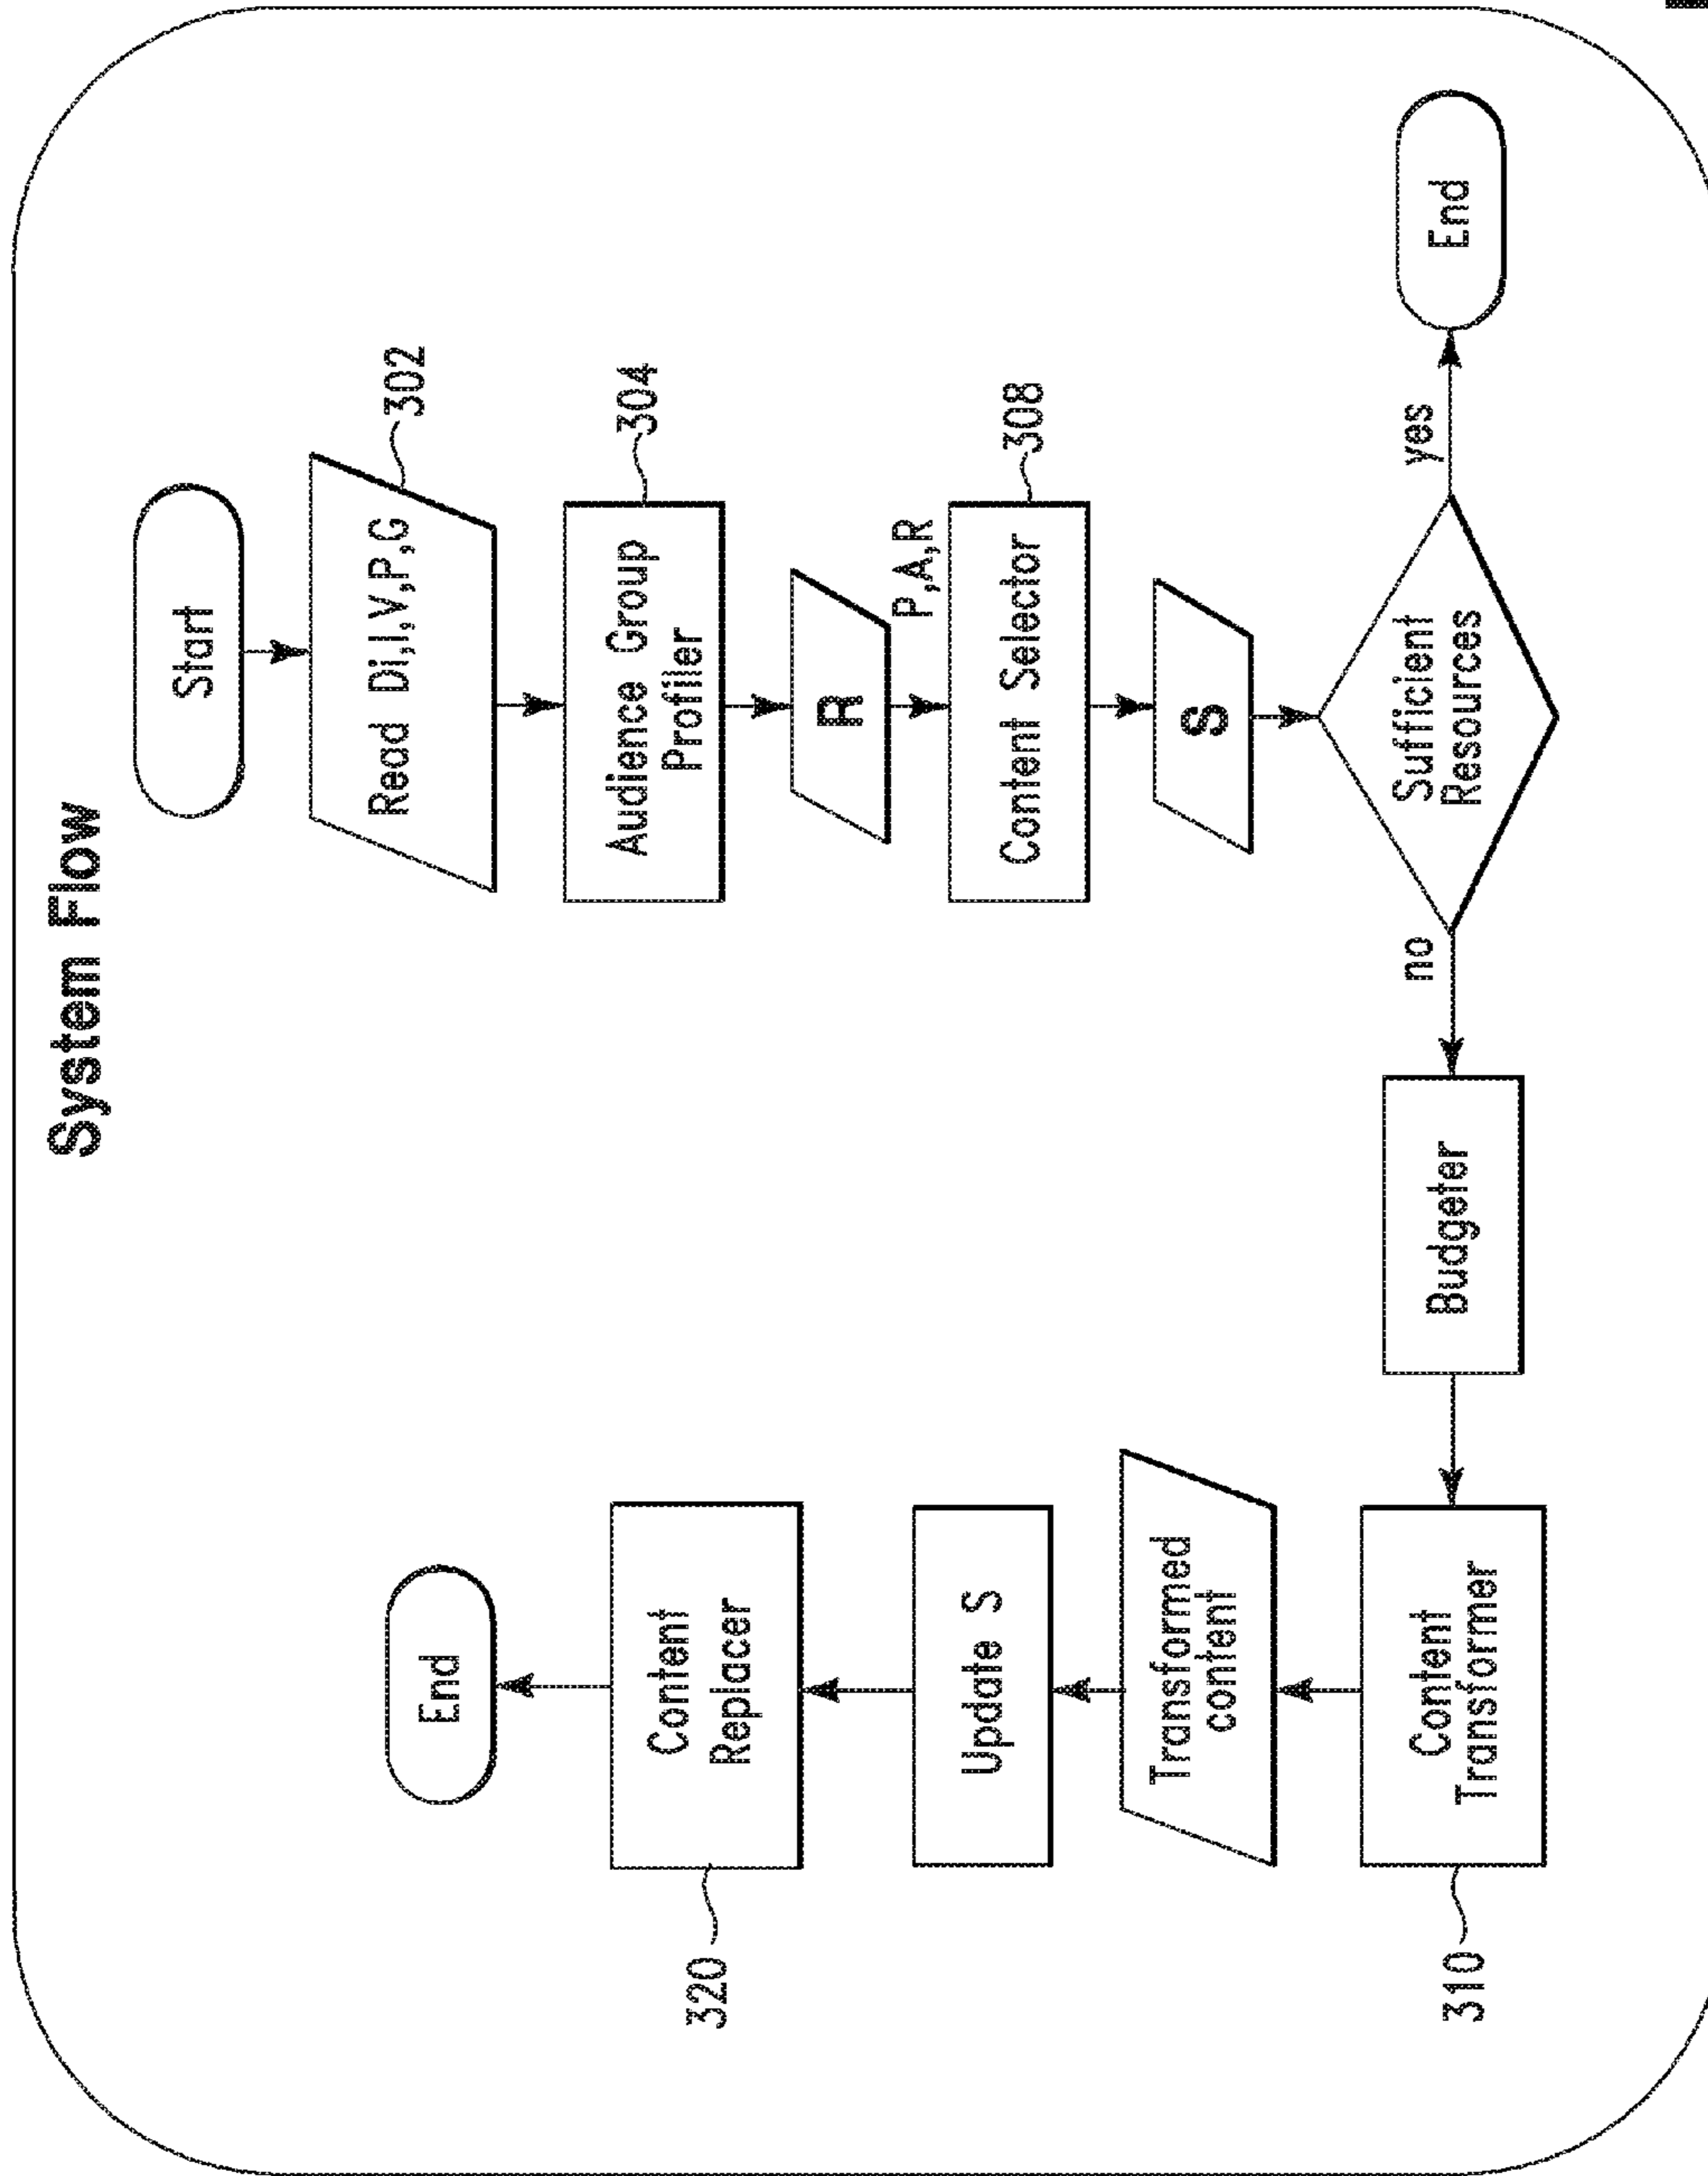 System Flow
Start
Read Di,I,V,P,G
302
Audience Group
Profiler
304
R
P,A,R
Content Selector
308
S
Sufficient
Resources
yes
End
no
Budgeter
Content
Transformer
310
Transformed
content
Update S
Content
Replacer
320
End